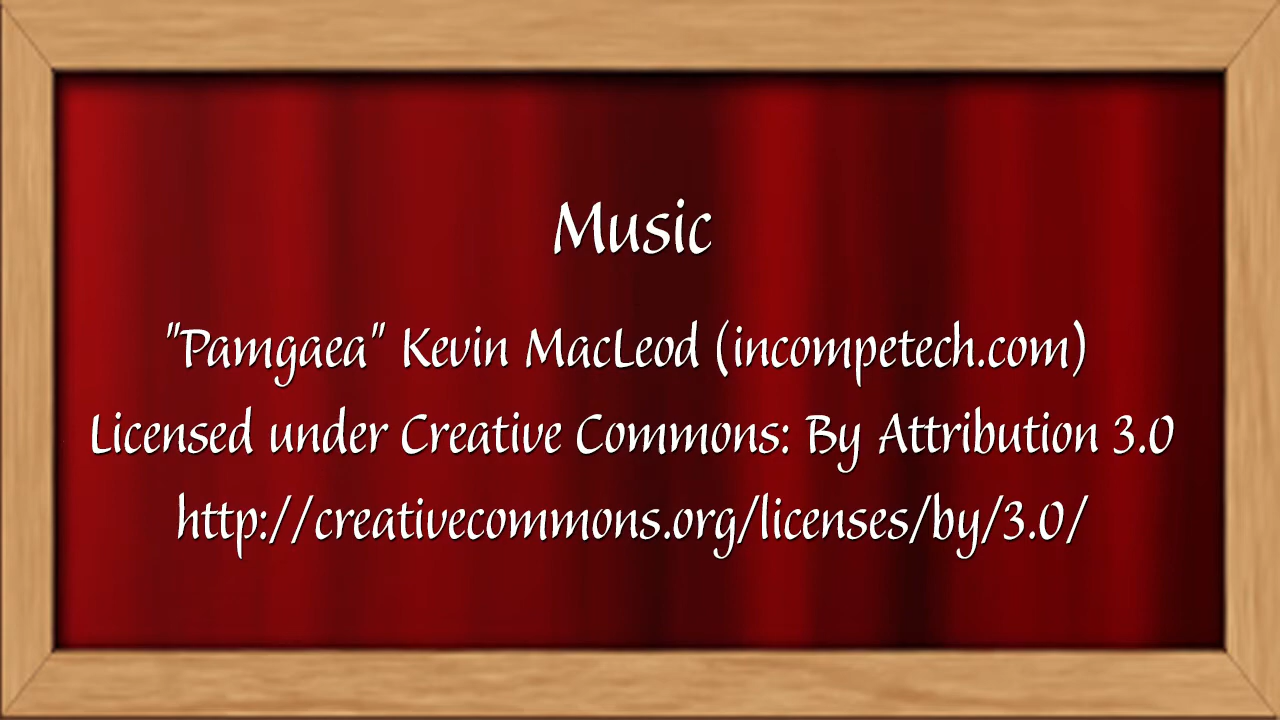 Music
"Pamgaea" Kevin MacLeod (incompetech.com)
Licensed under Creative Commons: By Attribution 3.0
http://creativecommons.org/licenses/by/3.0/